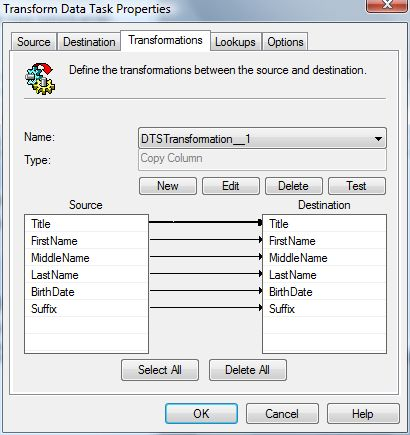 Transform Data Task Properties
Source Destination Transformations Lookups Options
Define the transformations between the source and destination.
Name: DTSTransformation__1
Type: Copy Column
New Edit Delete Test
Source Destination
Title Title
FirstName FirstName
MiddleName MiddleName
LastName LastName
BirthDate BirthDate
Suffix Suffix
Select All Delete All
OK Cancel Help